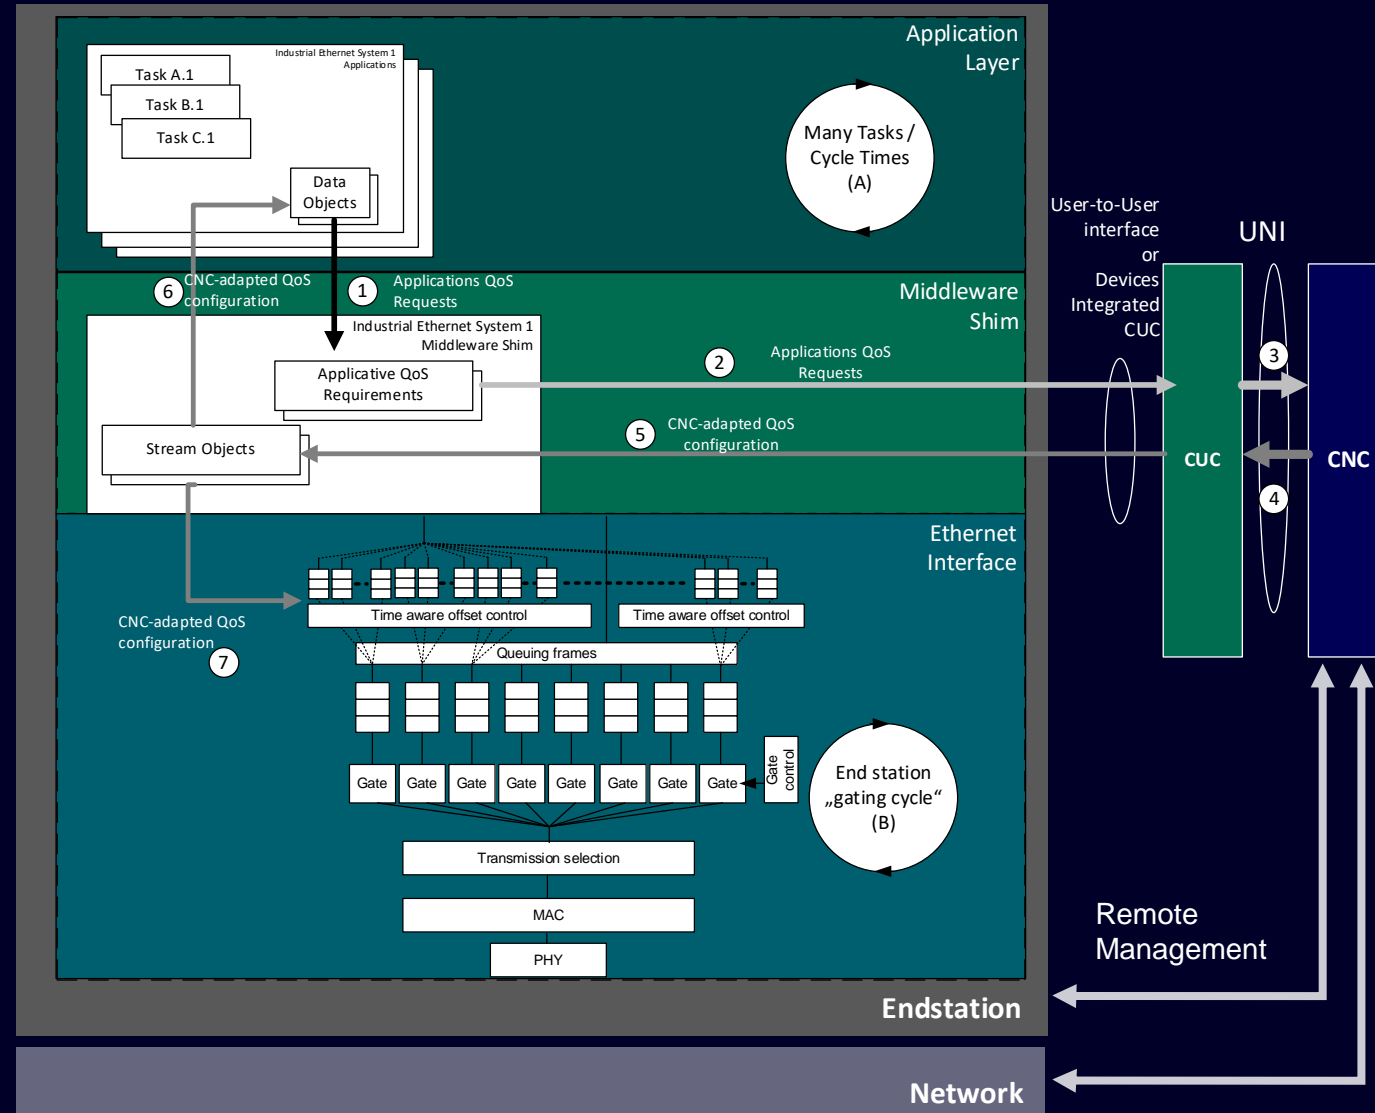 Application
Layer
Industrial Ethernet System 1
Applications
Task A.1
Task B.1
Task C.1
Data
Objects
Many Tasks /
Cycle Times
(A)
6
CNC-adapted QoS
configuration
1
Applications QoS
Requests
Middleware
Shim
Industrial Ethernet System 1
Middleware Shim
Applicative QoS
Requirements
2
Applications QoS
Requests
Stream Objects
5
CNC-adapted QoS
configuration
User-to-User
interface
or
Devices
Integrated
CUC
UNI
3
CUC
CNC
4
Ethernet
Interface
CNC-adapted QoS
configuration
7
Time aware offset control
Time aware offset control
Queuing frames
Gate
Gate
Gate
Gate
Gate
Gate
Gate
Gate
Gate
control
End station
„gating cycle“
(B)
Transmission selection
MAC
PHY
Remote
Management
Endstation
Network